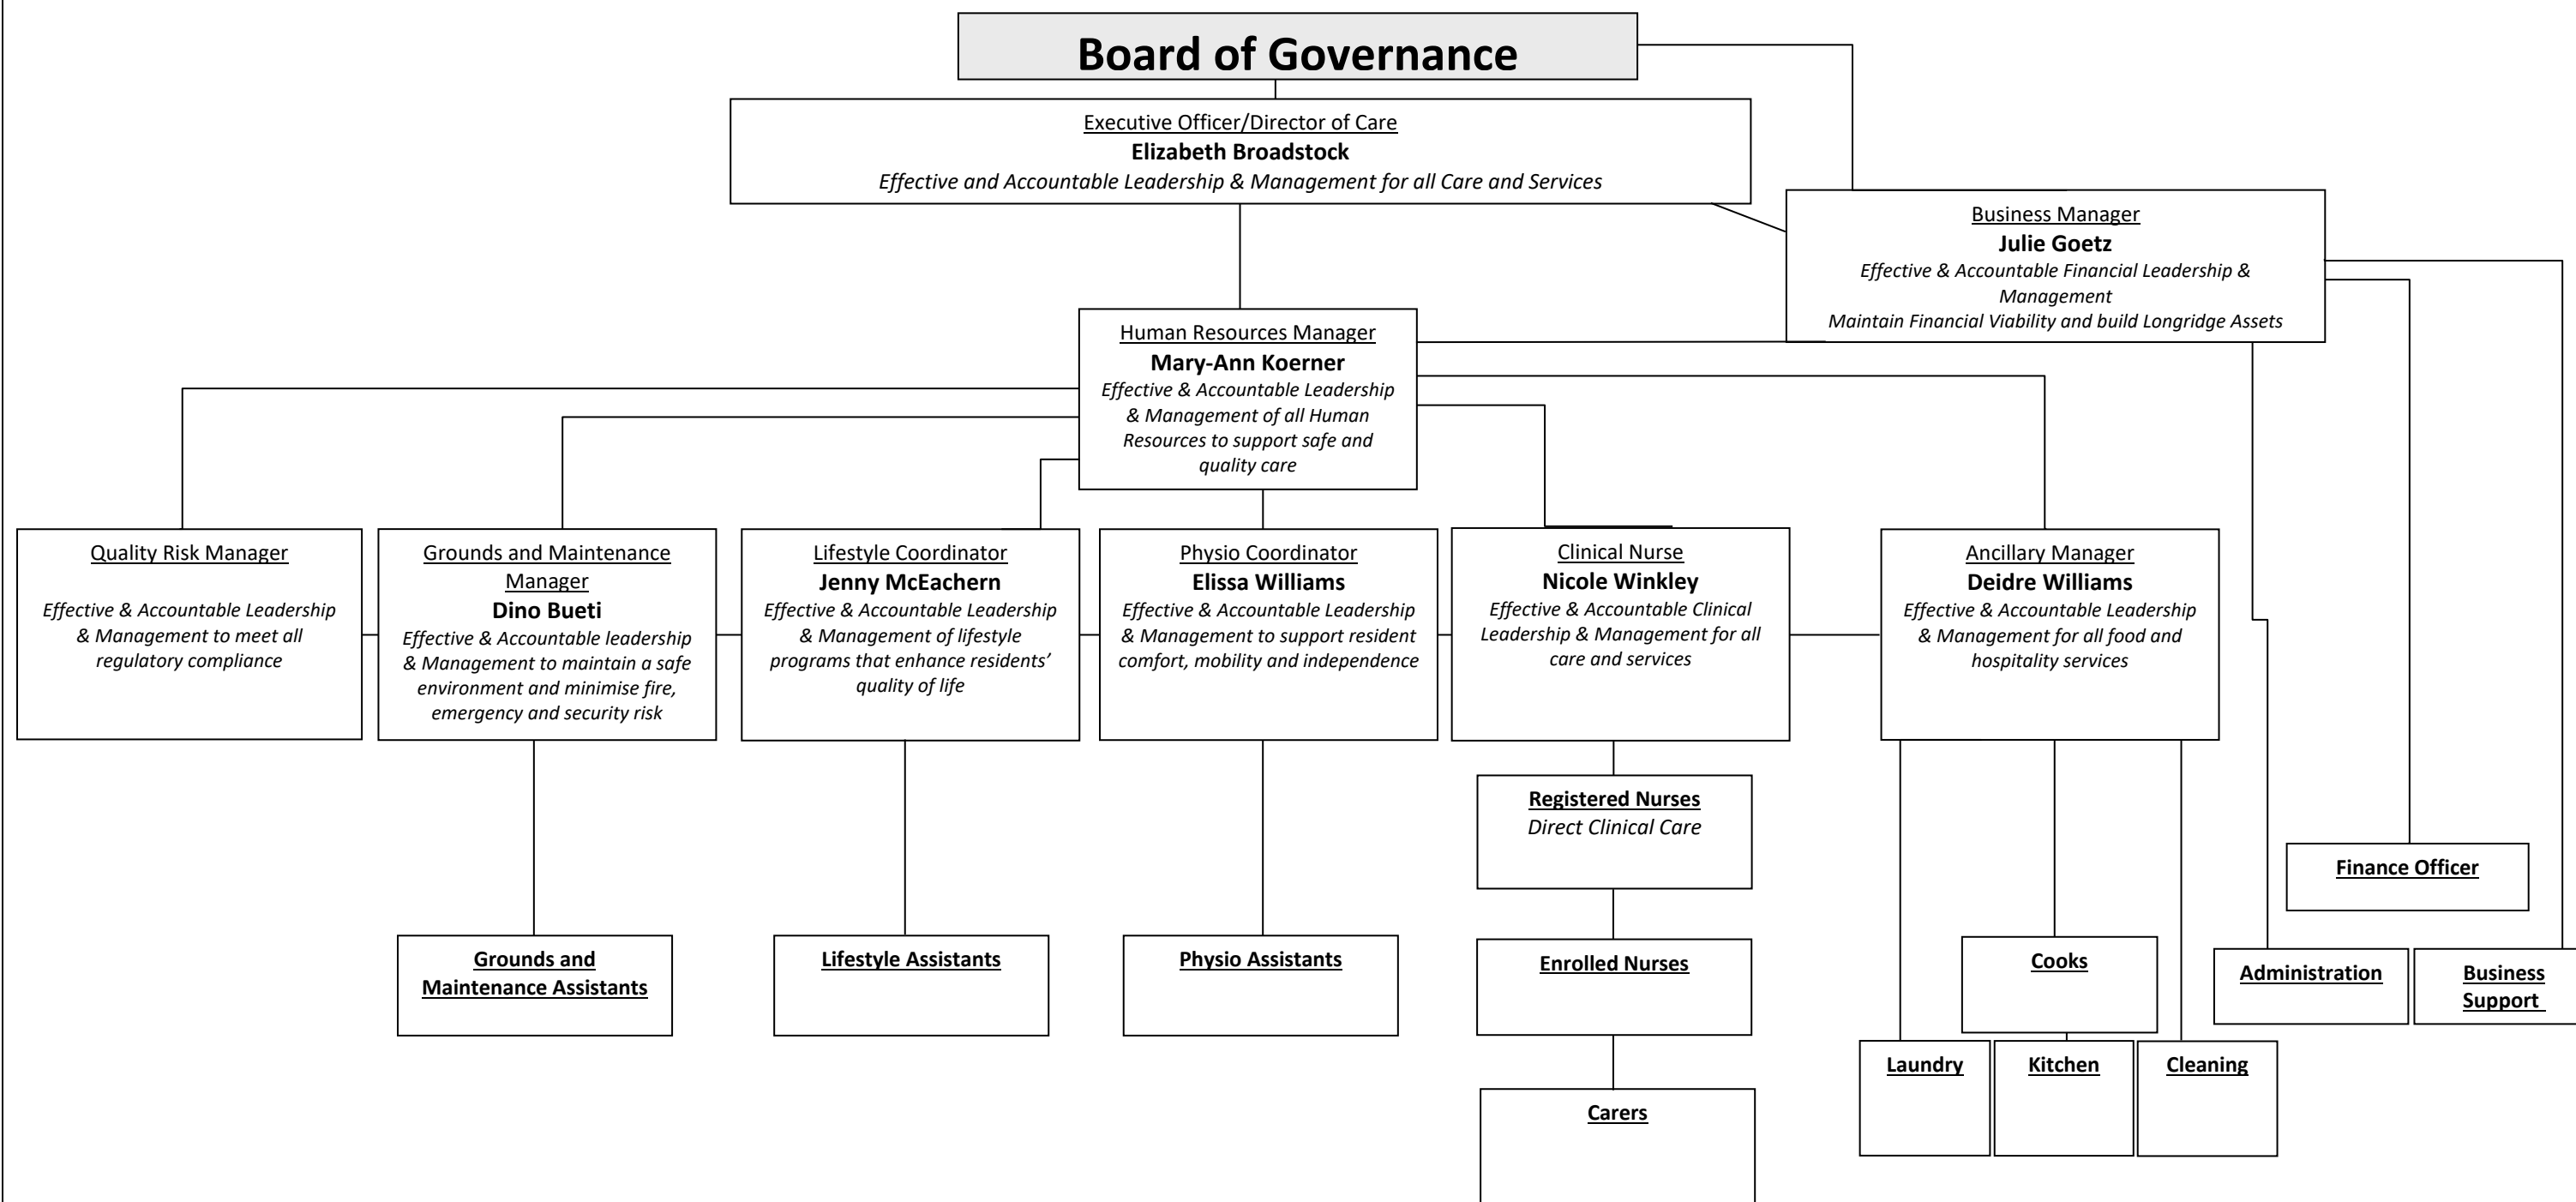 Board of Governance
Executive Officer/Director of Care
Elizabeth Broadstock
Effective and Accountable Leadership & Management for all Care and Services
Business Manager
Julie Goetz
Effective & Accountable Financial Leadership &
Management
Maintain Financial Viability and build Longridge Assets
Human Resources Manager
Mary-Ann Koerner
Effective & Accountable Leadership
& Management of all Human
Resources to support safe and
quality care
Quality Risk Manager
Effective & Accountable Leadership
& Management to meet all
regulatory compliance
Grounds and Maintenance
Manager
Dino Bueti
Effective & Accountable leadership
& Management to maintain a safe
environment and minimise fire,
emergency and security risk
Lifestyle Coordinator
Jenny McEachern
Effective & Accountable Leadership
& Management of lifestyle
programs that enhance residents’
quality of life
Physio Coordinator
Elissa Williams
Effective & Accountable Leadership
& Management to support resident
comfort, mobility and independence
Clinical Nurse
Nicole Winkley
Effective & Accountable Clinical
Leadership & Management for all
care and services
Ancillary Manager
Deidre Williams
Effective & Accountable Leadership
& Management for all food and
hospitality services
Registered Nurses
Direct Clinical Care
Finance Officer
Grounds and
Maintenance Assistants
Lifestyle Assistants
Physio Assistants
Enrolled Nurses
Cooks
Administration
Business
Support
Laundry
Kitchen
Cleaning
Carers